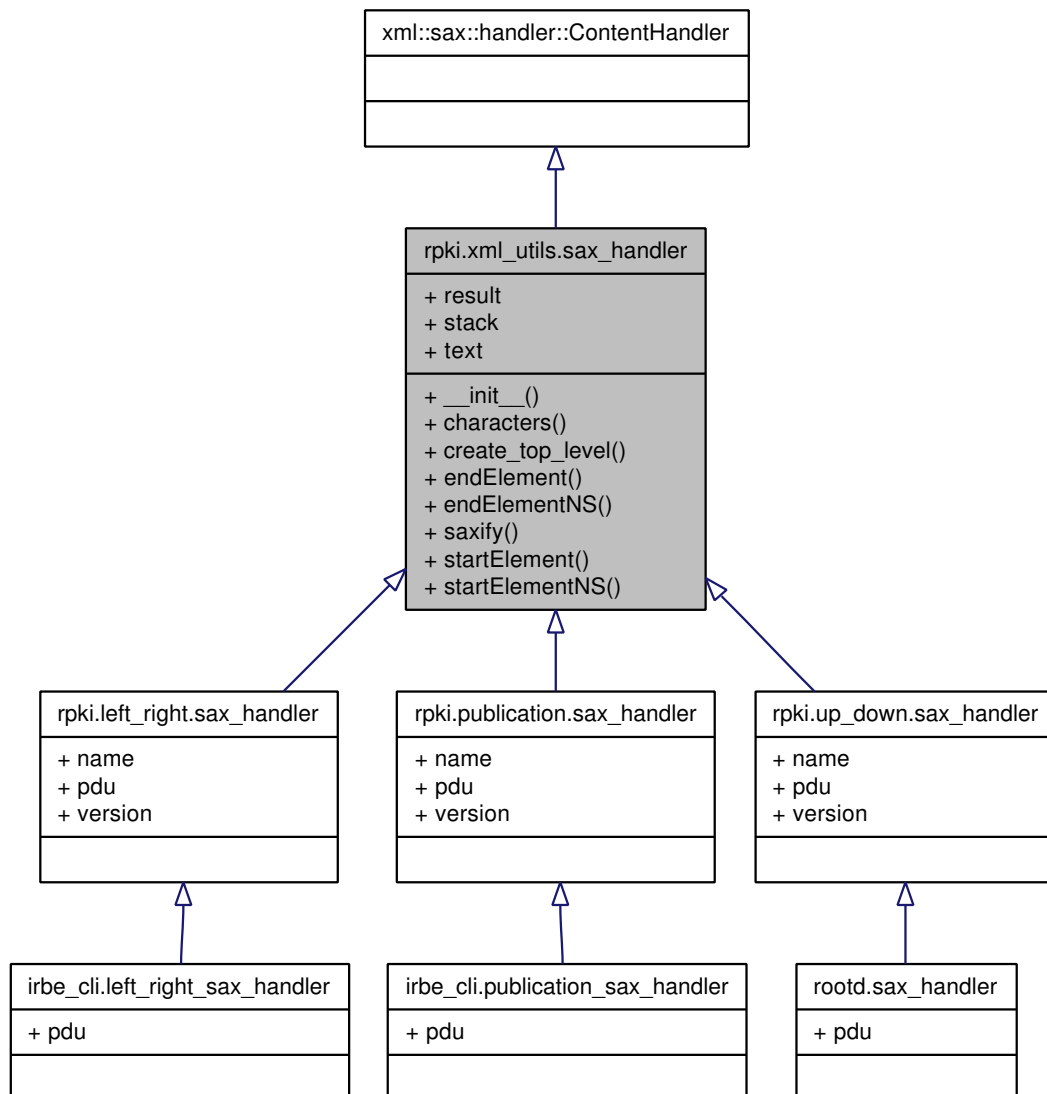 xml::sax::handler::ContentHandler
rpki.xml_utils.sax_handler
+ result
+ stack
+ text
+ __init__()
+ characters()
+ create_top_level()
+ endElement()
+ endElementNS()
+ saxify()
+ startElement()
+ startElementNS()
rpki.left_right.sax_handler
+ name
+ pdu
+ version
rpki.publication.sax_handler
+ name
+ pdu
+ version
rpki.up_down.sax_handler
+ name
+ pdu
+ version
irbe_cli.left_right_sax_handler
+ pdu
irbe_cli.publication_sax_handler
+ pdu
rootd.sax_handler
+ pdu